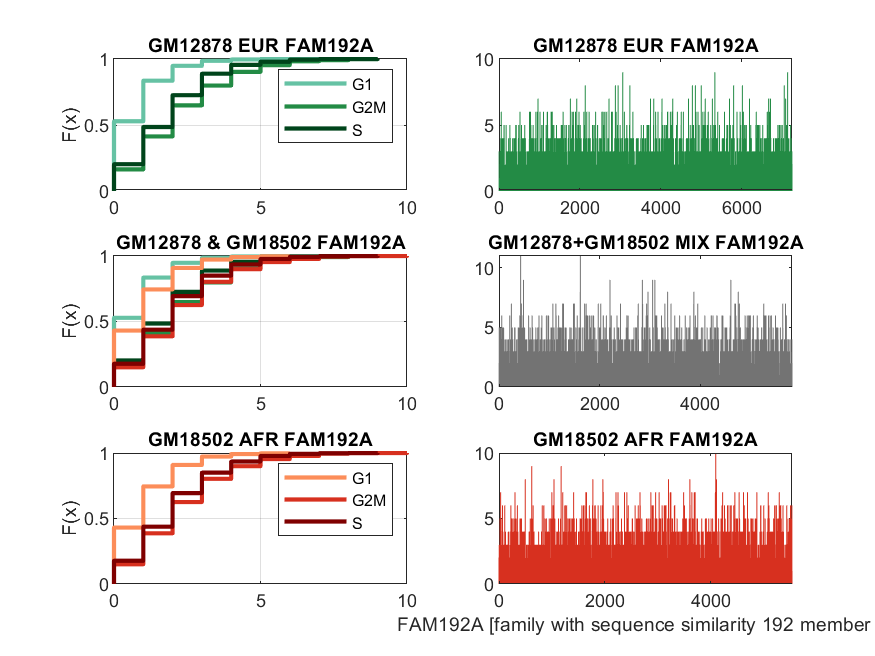 GM12878 EUR FAM192A
1
0.5
0
F(x)
0 5 10
G1
G2M
S
GM12878 EUR FAM192A
10
5
0
0 2000 4000 6000
GM12878 & GM18502 FAM192A
1
0.5
0
F(x)
0 5 10
GM12878+GM18502 MIX FAM192A
10
5
0
0 2000 4000
GM18502 AFR FAM192A
1
0.5
0
F(x)
0 5 10
G1
G2M
S
GM18502 AFR FAM192A
10
5
0
0 2000 4000
FAM192A [family with sequence similarity 192 member